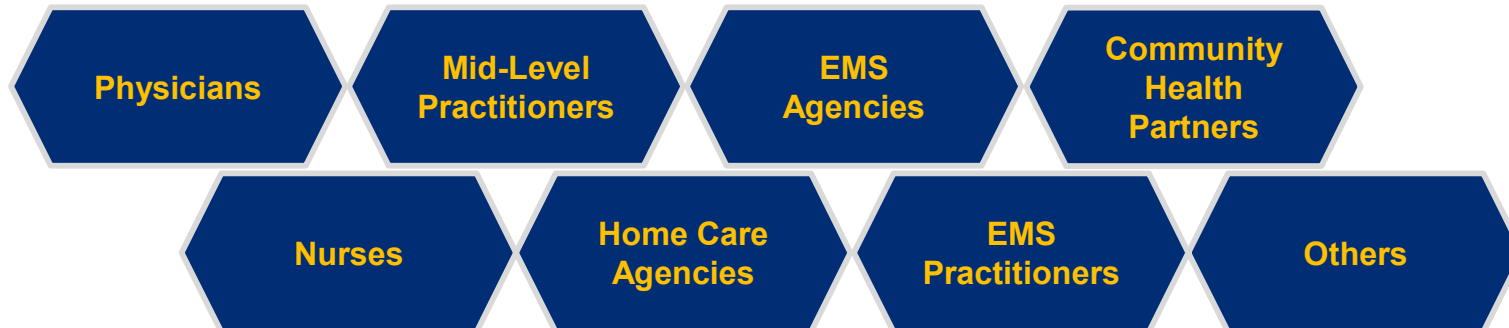 Physicians
Mid-Level
Practitioners
EMS
Agencies
Community
Health
Partners
Nurses
Home Care
Agencies
EMS
Practitioners
Others